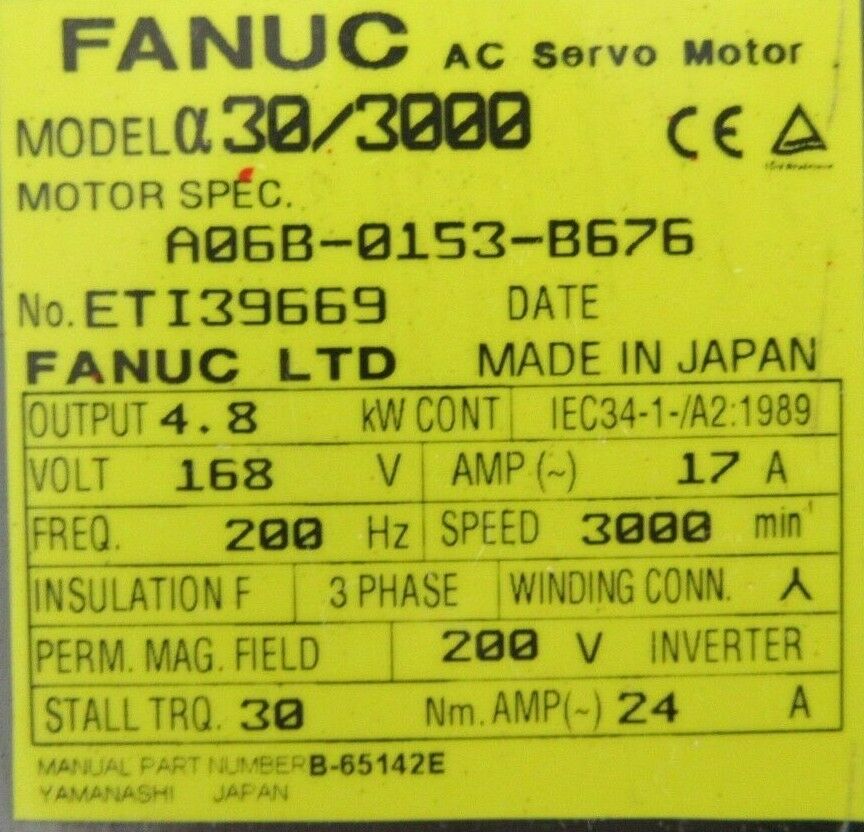 FANUC AC Servo Motor
MODEL α30/3000 CE
MOTOR SPEC.
A06B-0153-B676
No. ETI39669 DATE
FANUC LTD MADE IN JAPAN
OUTPUT 4.8 kW CONT IEC34-1-/A2:1989
VOLT 168 V AMP (~) 17 A
FREQ. 200 Hz SPEED 3000 min⁻¹
INSULATION F 3 PHASE WINDING CONN. ⅄
PERM. MAG. FIELD 200 V INVERTER
STALL TRQ. 30 Nm. AMP(~) 24 A
MANUAL PART NUMBER B-65142E
YAMANASHI JAPAN